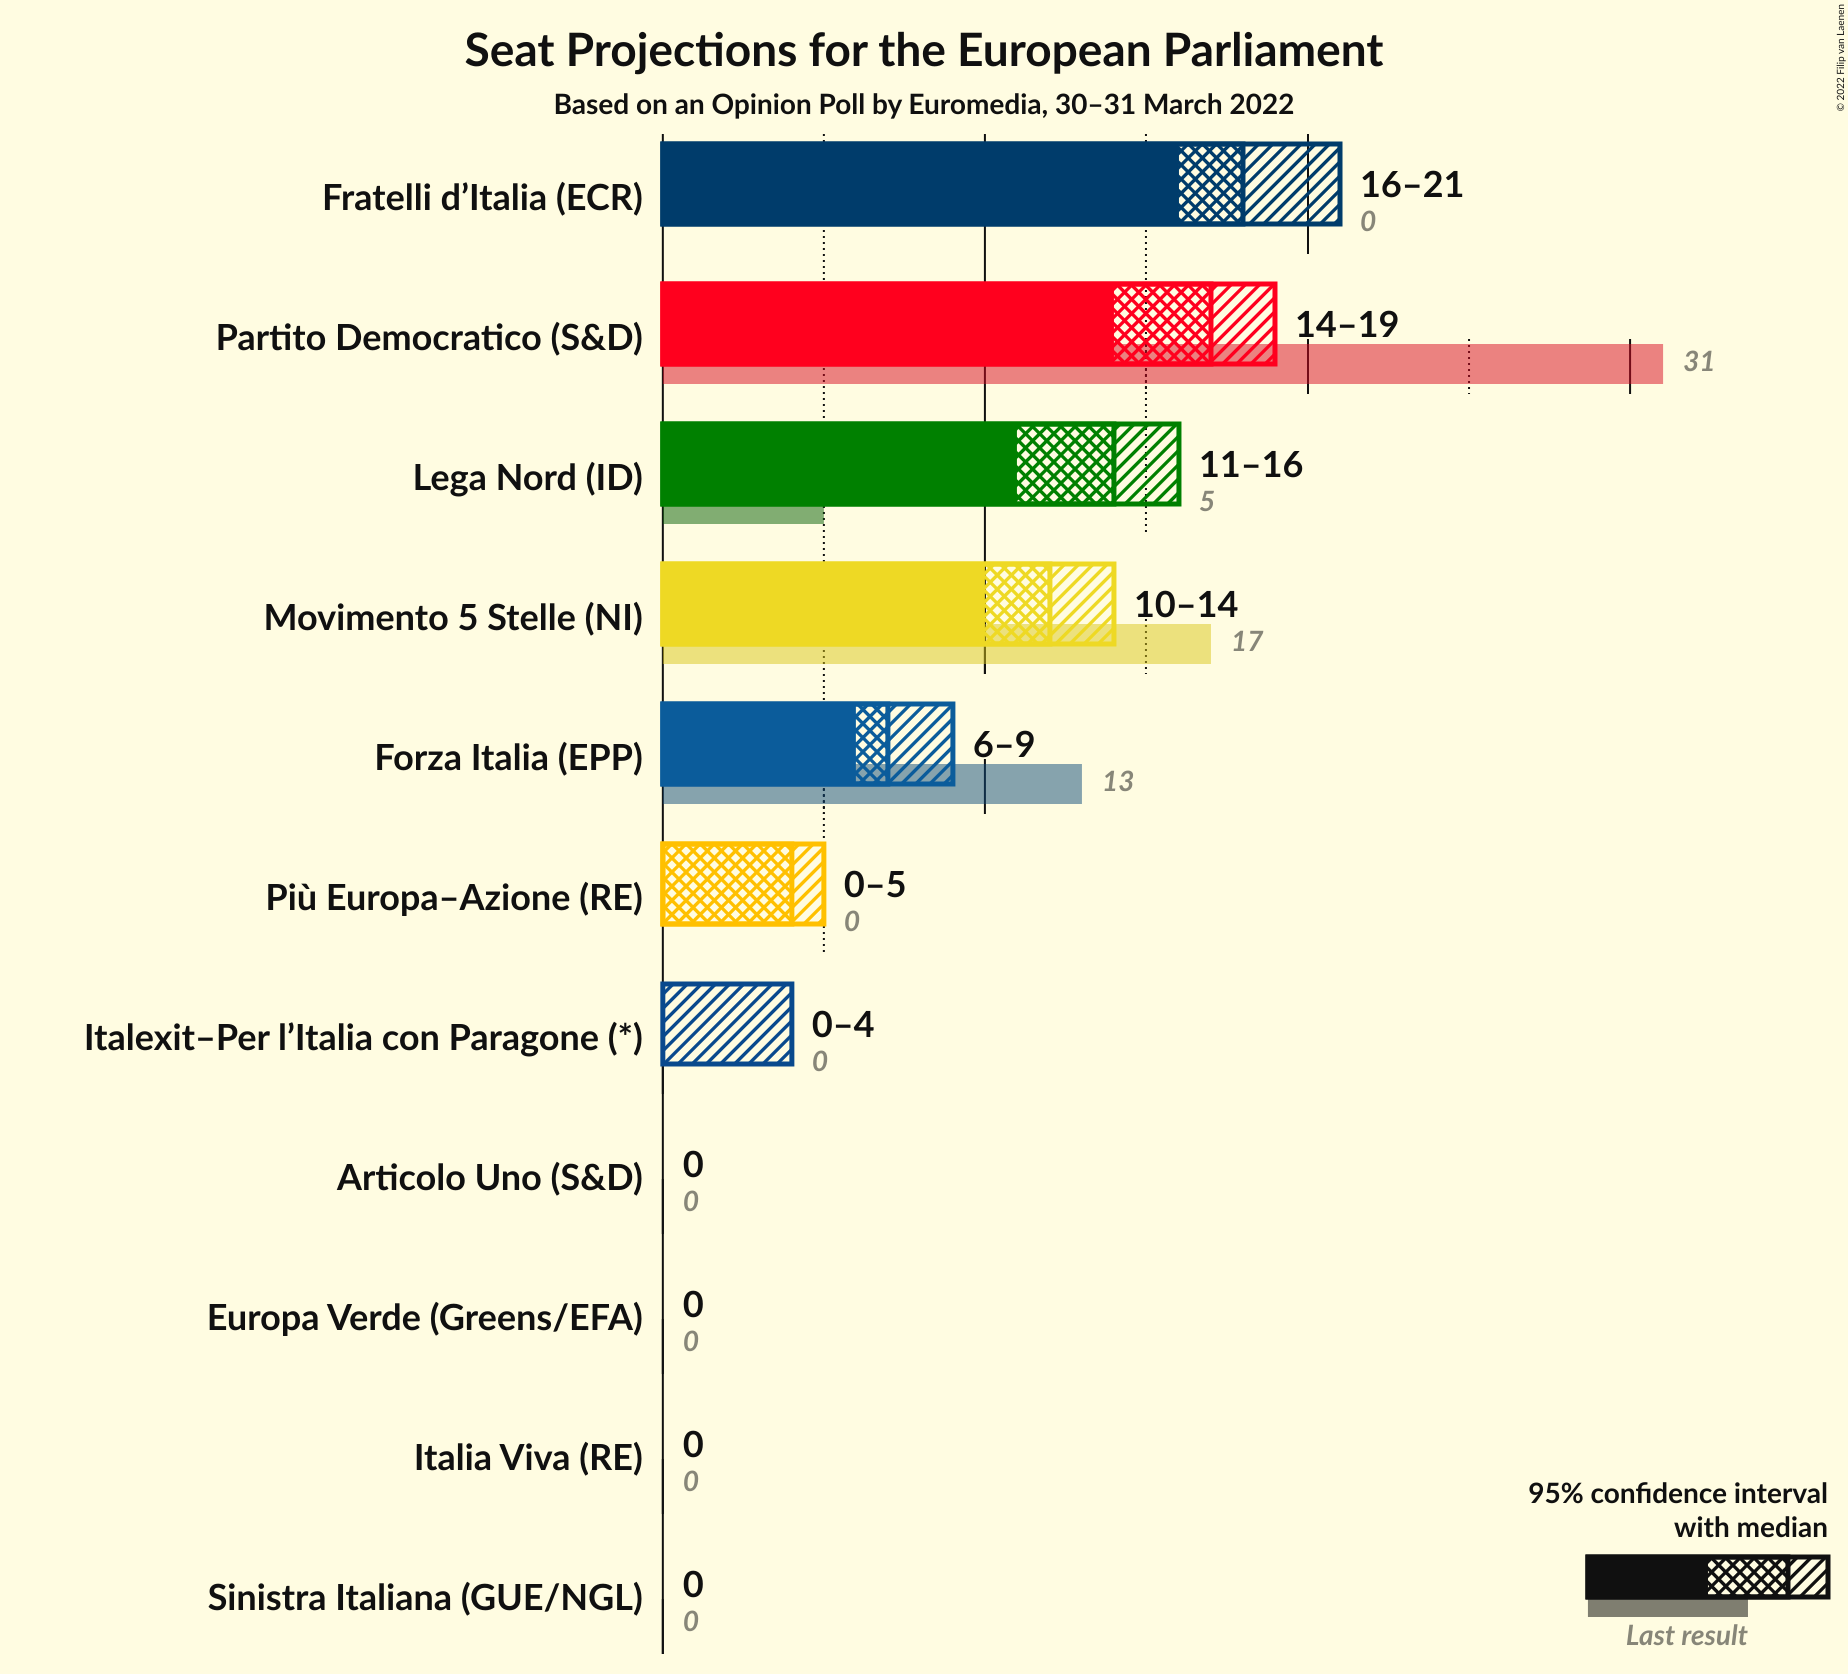 Seat Projections for the European Parliament
Based on an Opinion Poll by Euromedia, 30–31 March 2022
© 2022 Filip van Laenen
Fratelli d’Italia (ECR)
16–21
0
Partito Democratico (S&D)
14–19
31
Lega Nord (ID)
11–16
5
Movimento 5 Stelle (NI)
10–14
17
Forza Italia (EPP)
6–9
13
Più Europa–Azione (RE)
0–5
0
Italexit–Per l’Italia con Paragone (*)
0–4
0
Articolo Uno (S&D)
0
0
Europa Verde (Greens/EFA)
0
0
Italia Viva (RE)
0
0
Sinistra Italiana (GUE/NGL)
0
0
95% confidence interval
with median
Last result